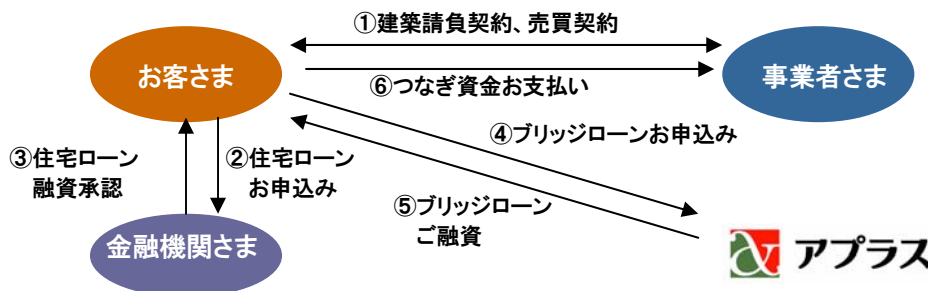 ①建築請負契約、売買契約
お客さま
事業者さま
⑥つなぎ資金お支払い
④ブリッジローンお申込み
③住宅ローン
融資承認
②住宅ローン
お申込み
⑤ブリッジローン
ご融資
金融機関さま
アプラス